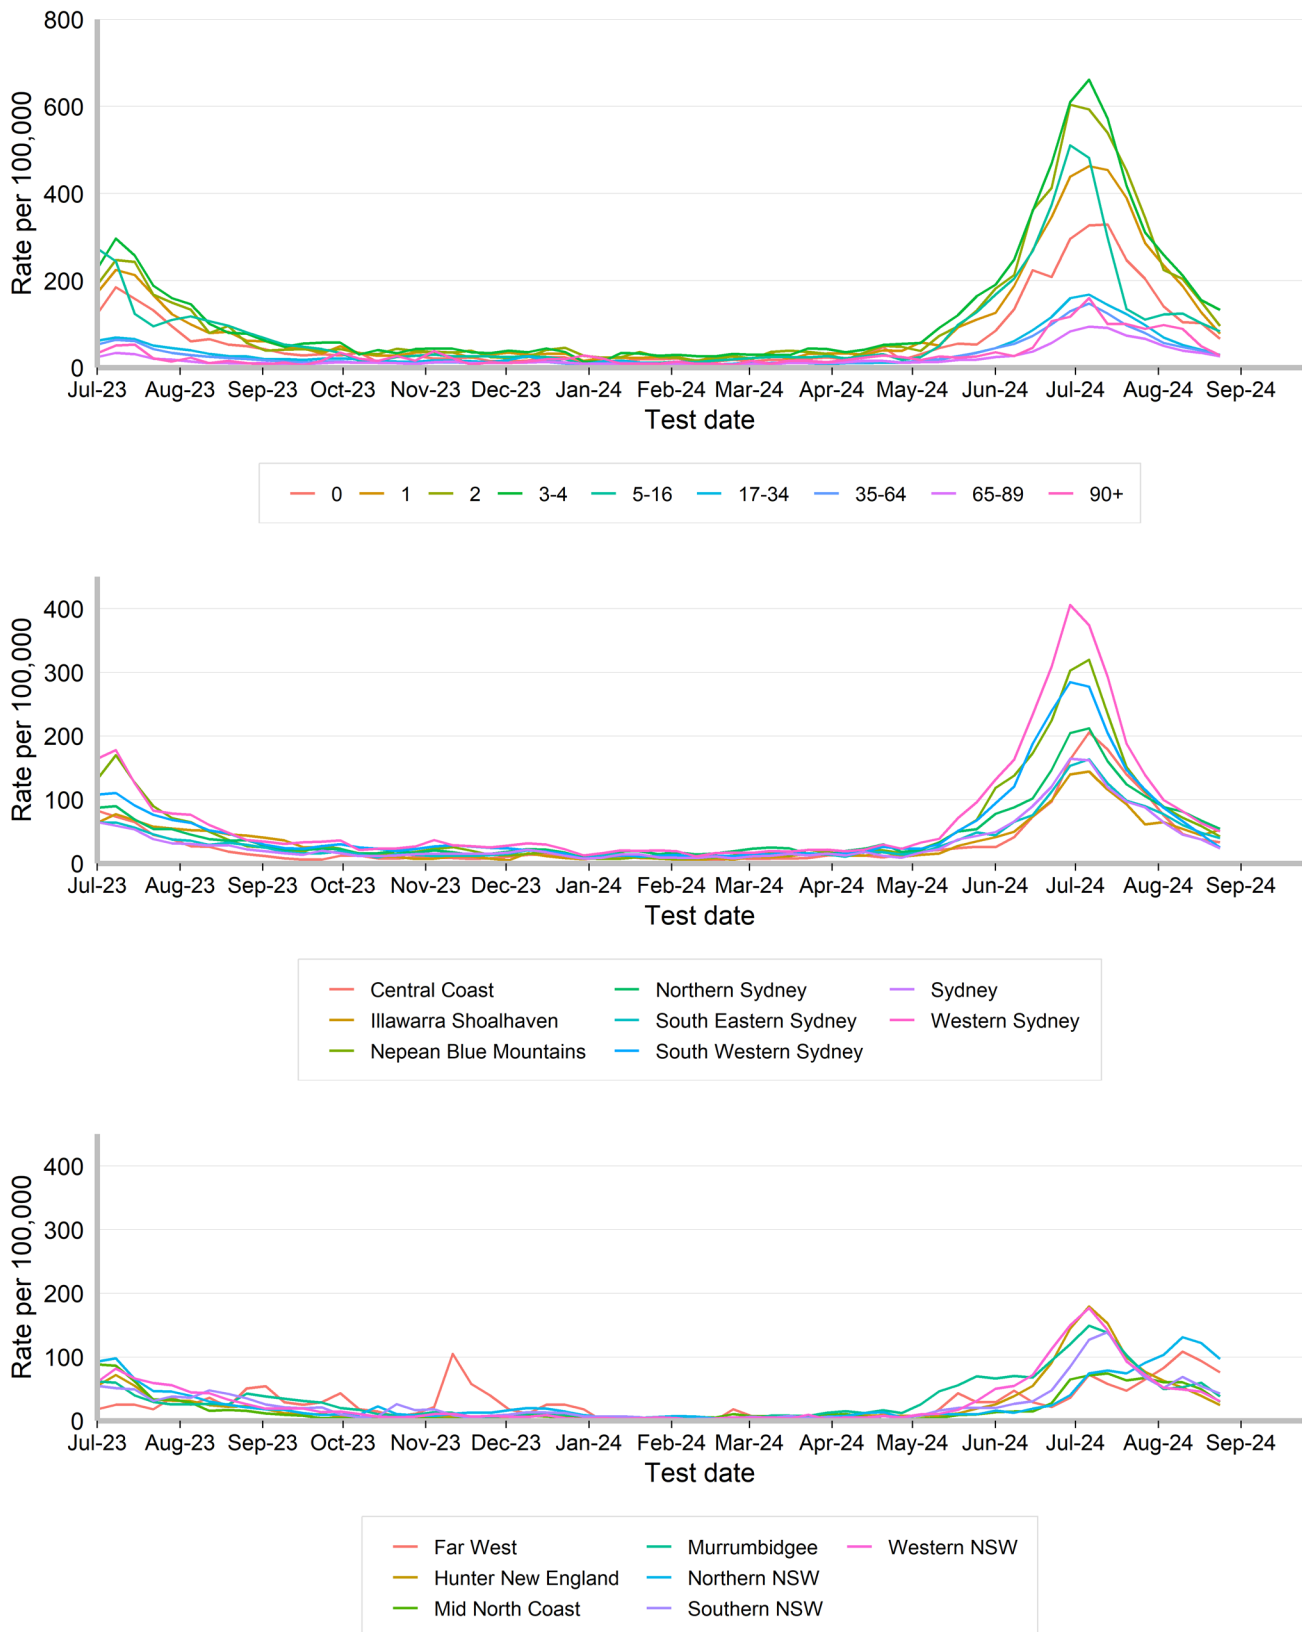 800
600
400
200
0
Rate per 100,000
Jul-23 Aug-23 Sep-23 Oct-23 Nov-23 Dec-23 Jan-24 Feb-24 Mar-24 Apr-24 May-24 Jun-24 Jul-24 Aug-24 Sep-24
Test date
0 1 2 3-4 5-16 17-34 35-64 65-89 90+
400
300
200
100
0
Rate per 100,000
Jul-23 Aug-23 Sep-23 Oct-23 Nov-23 Dec-23 Jan-24 Feb-24 Mar-24 Apr-24 May-24 Jun-24 Jul-24 Aug-24 Sep-24
Test date
Central Coast Northern Sydney Sydney
Illawarra Shoalhaven South Eastern Sydney Western Sydney
Nepean Blue Mountains South Western Sydney
400
300
200
100
0
Rate per 100,000
Jul-23 Aug-23 Sep-23 Oct-23 Nov-23 Dec-23 Jan-24 Feb-24 Mar-24 Apr-24 May-24 Jun-24 Jul-24 Aug-24 Sep-24
Test date
Far West Murrumbidgee Western NSW
Hunter New England Northern NSW
Mid North Coast Southern NSW